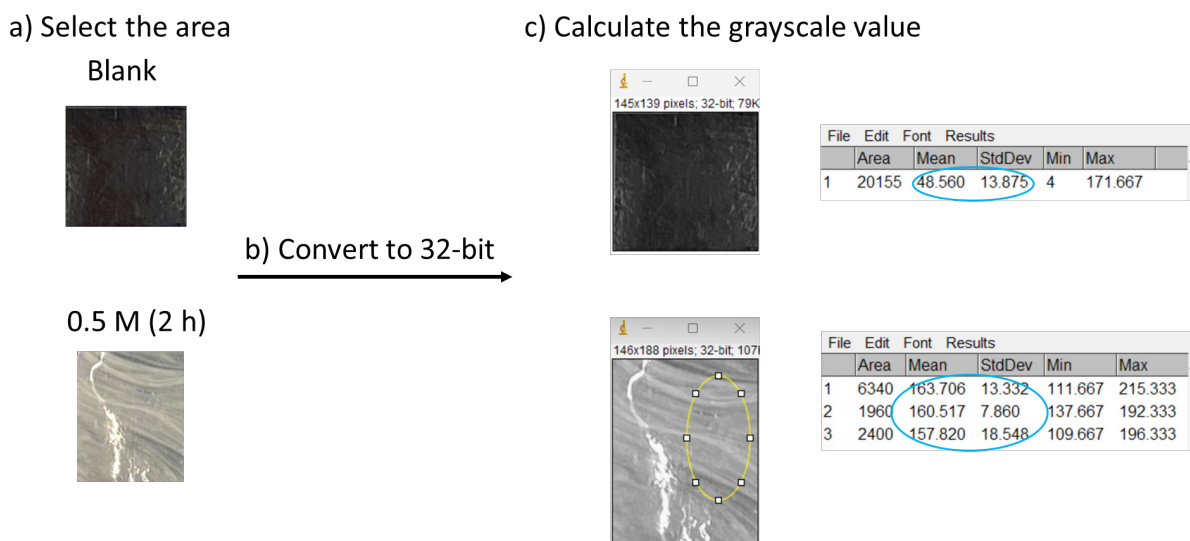 a) Select the area
Blank
b) Convert to 32-bit
0.5 M (2 h)
c) Calculate the grayscale value
145x139 pixels; 32-bit; 79K
File Edit Font Results
Area Mean StdDev Min Max
1 20155 48.560 13.875 4 171.667
146x188 pixels; 32-bit; 107
File Edit Font Results
Area Mean StdDev Min Max
1 6340 163.706 13.332 111.667 215.333
2 1960 160.517 7.860 137.667 192.333
3 2400 157.820 18.548 109.667 196.333